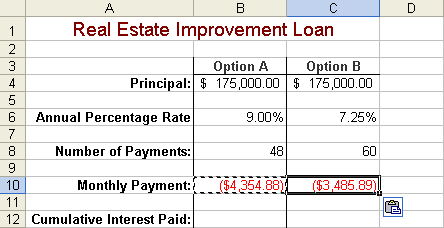 A B C D
1 Real Estate Improvement Loan
2
3 Option A Option B
4 Principal: $ 175,000.00 $ 175,000.00
5
6 Annual Percentage Rate 9.00% 7.25%
7
8 Number of Payments: 48 60
9
10 Monthly Payment: ($4,354.88) ($3,485.89)
11
12 Cumulative Interest Paid: